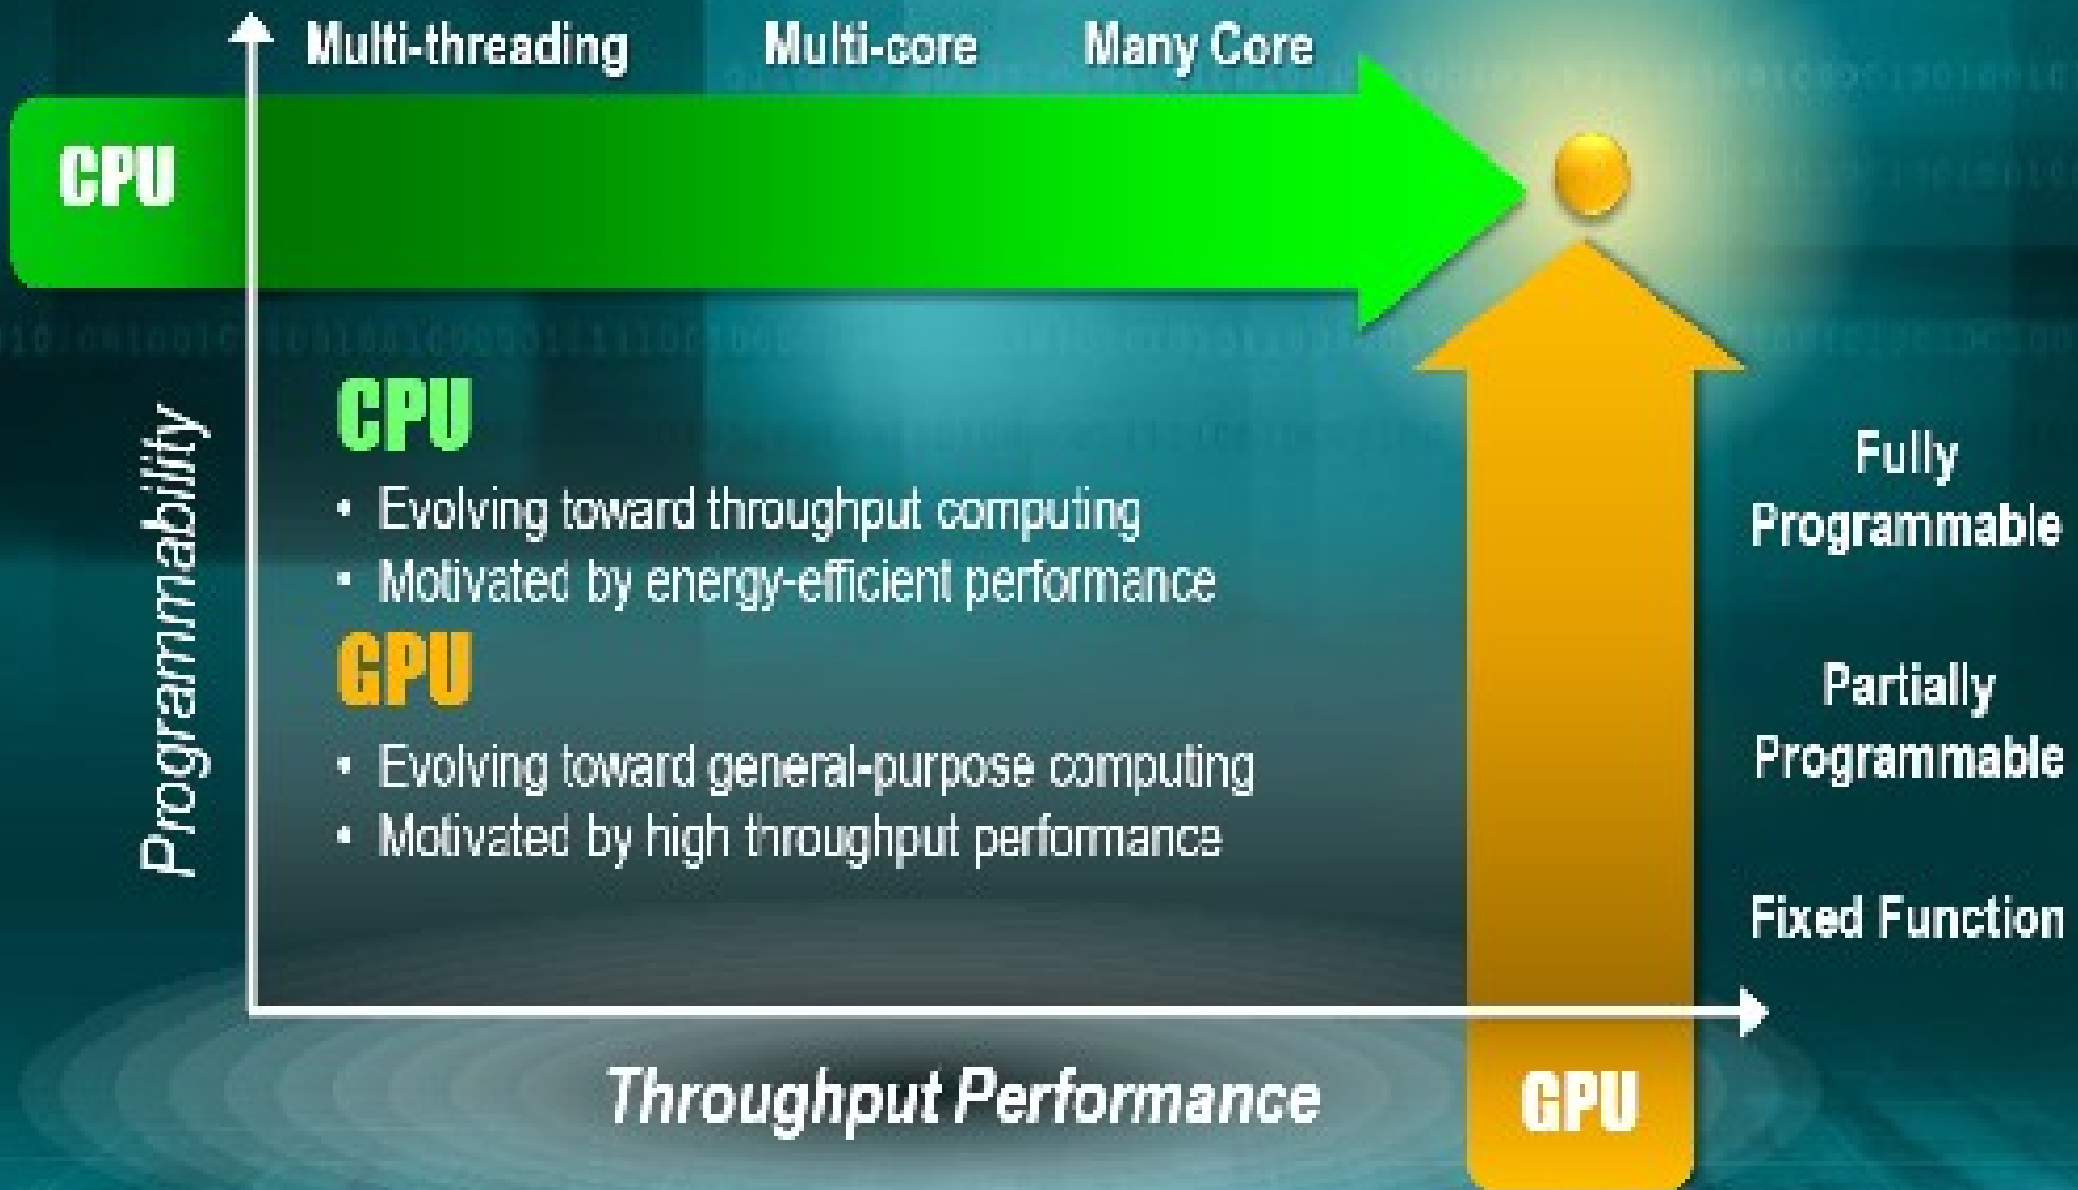 Multi-threading Multi-core Many Core
CPU
CPU
• Evolving toward throughput computing
• Motivated by energy-efficient performance
GPU
• Evolving toward general-purpose computing
• Motivated by high throughput performance
Programmability
Fully
Programmable
Partially
Programmable
Fixed Function
Throughput Performance
GPU